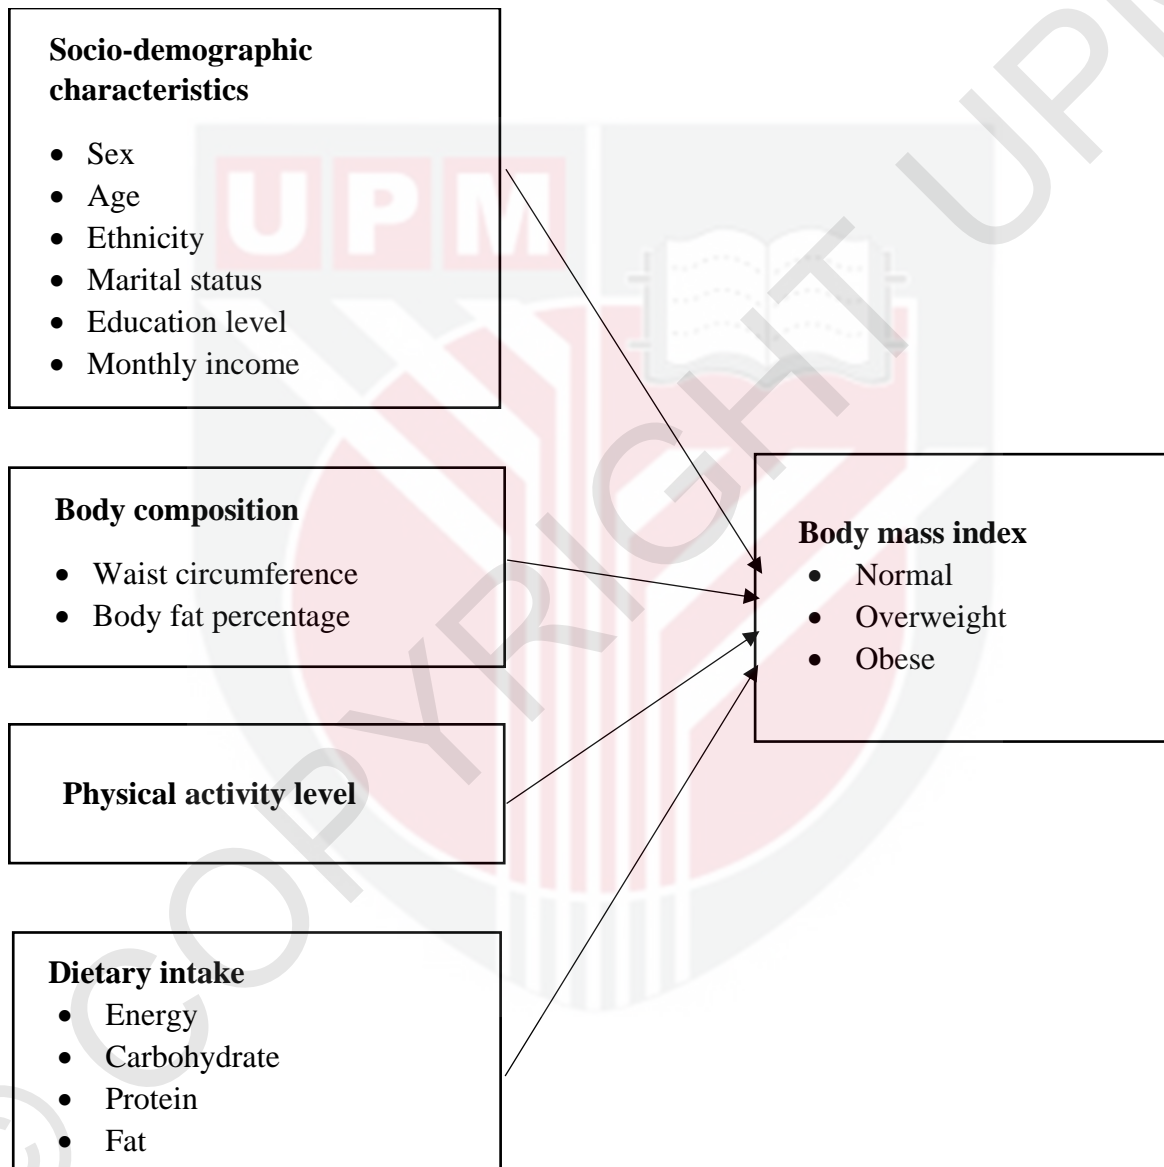 Socio-demographic
characteristics
• Sex
• Age
• Ethnicity
• Marital status
• Education level
• Monthly income
Body composition
• Waist circumference
• Body fat percentage
Physical activity level
Dietary intake
• Energy
• Carbohydrate
• Protein
• Fat
Body mass index
• Normal
• Overweight
• Obese
UPM
© COPYRIGHT UPM